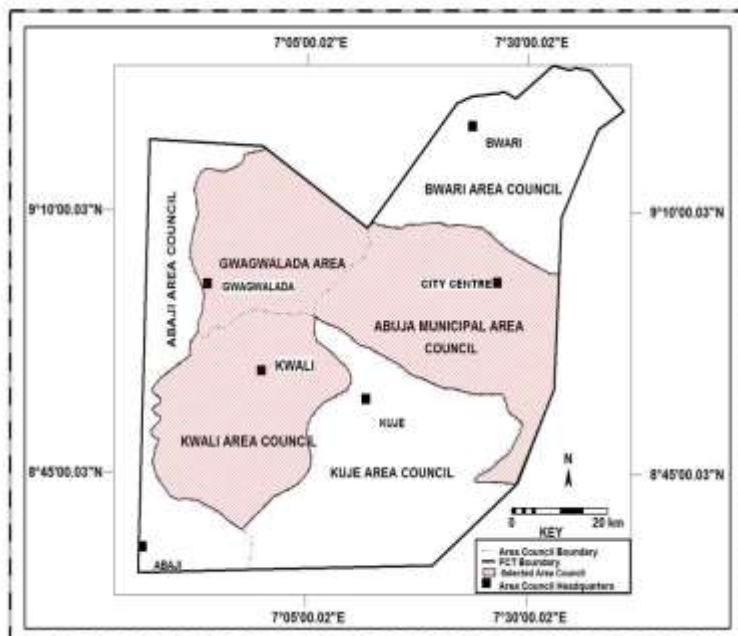 7°05'00.02"E
7°30'00.02"E
BWARI
BWARI AREA COUNCIL
9°10'00.03"N
9°10'00.03"N
ABAJI AREA COUNCIL
GWAGWALADA AREA
GWAGWALADA
CITY CENTRE
ABUJA MUNICIPAL AREA
COUNCIL
KWALI
KUJE
KWALI AREA COUNCIL
KUJE AREA COUNCIL
8°45'00.03"N
8°45'00.03"N
N
0 20 km
KEY
Area Council Boundary
FCT Boundary
Selected Area Council
Area Council Headquarters
ABAJI
7°05'00.02"E
7°30'00.02"E